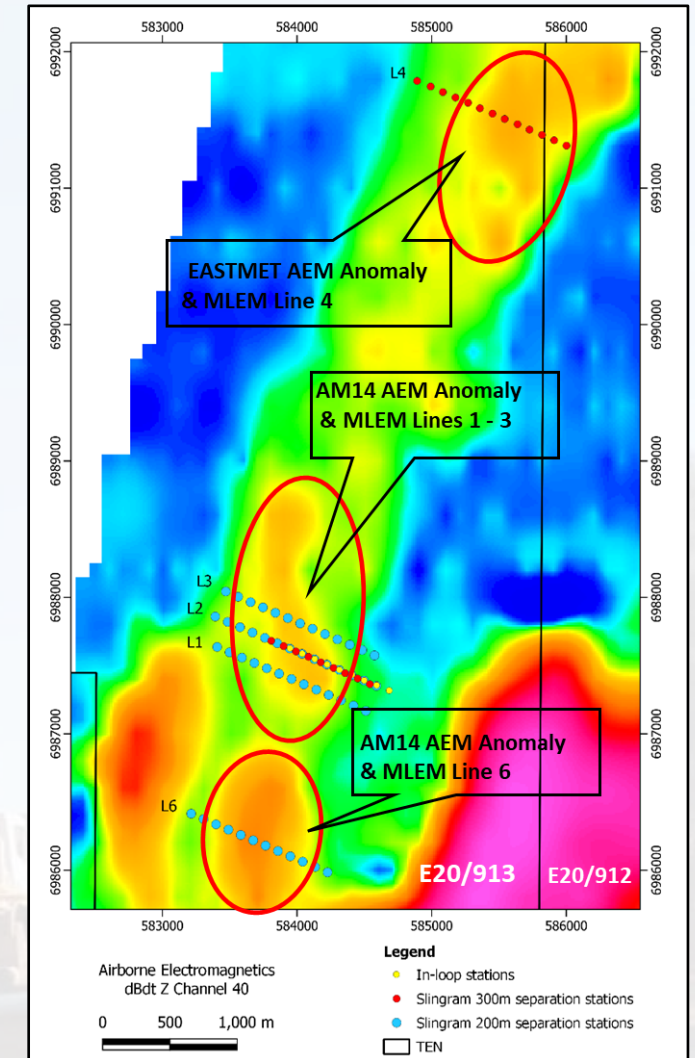 583000 584000 585000 586000
6992000 6992000
L4
6991000 6991000
EASTMET AEM Anomaly
& MLEM Line 4
6990000 6990000
AM14 AEM Anomaly
& MLEM Lines 1 - 3
6989000 6989000
L3
6988000 6988000
L2
L1
6987000 6987000
AM14 AEM Anomaly
& MLEM Line 6
L6
6986000 6986000
E20/913 E20/912
583000 584000 585000 586000
Airborne Electromagnetics
dBdt Z Channel 40
0 500 1,000 m
Legend
In-loop stations
Slingram 300m separation stations
Slingram 200m separation stations
TEN